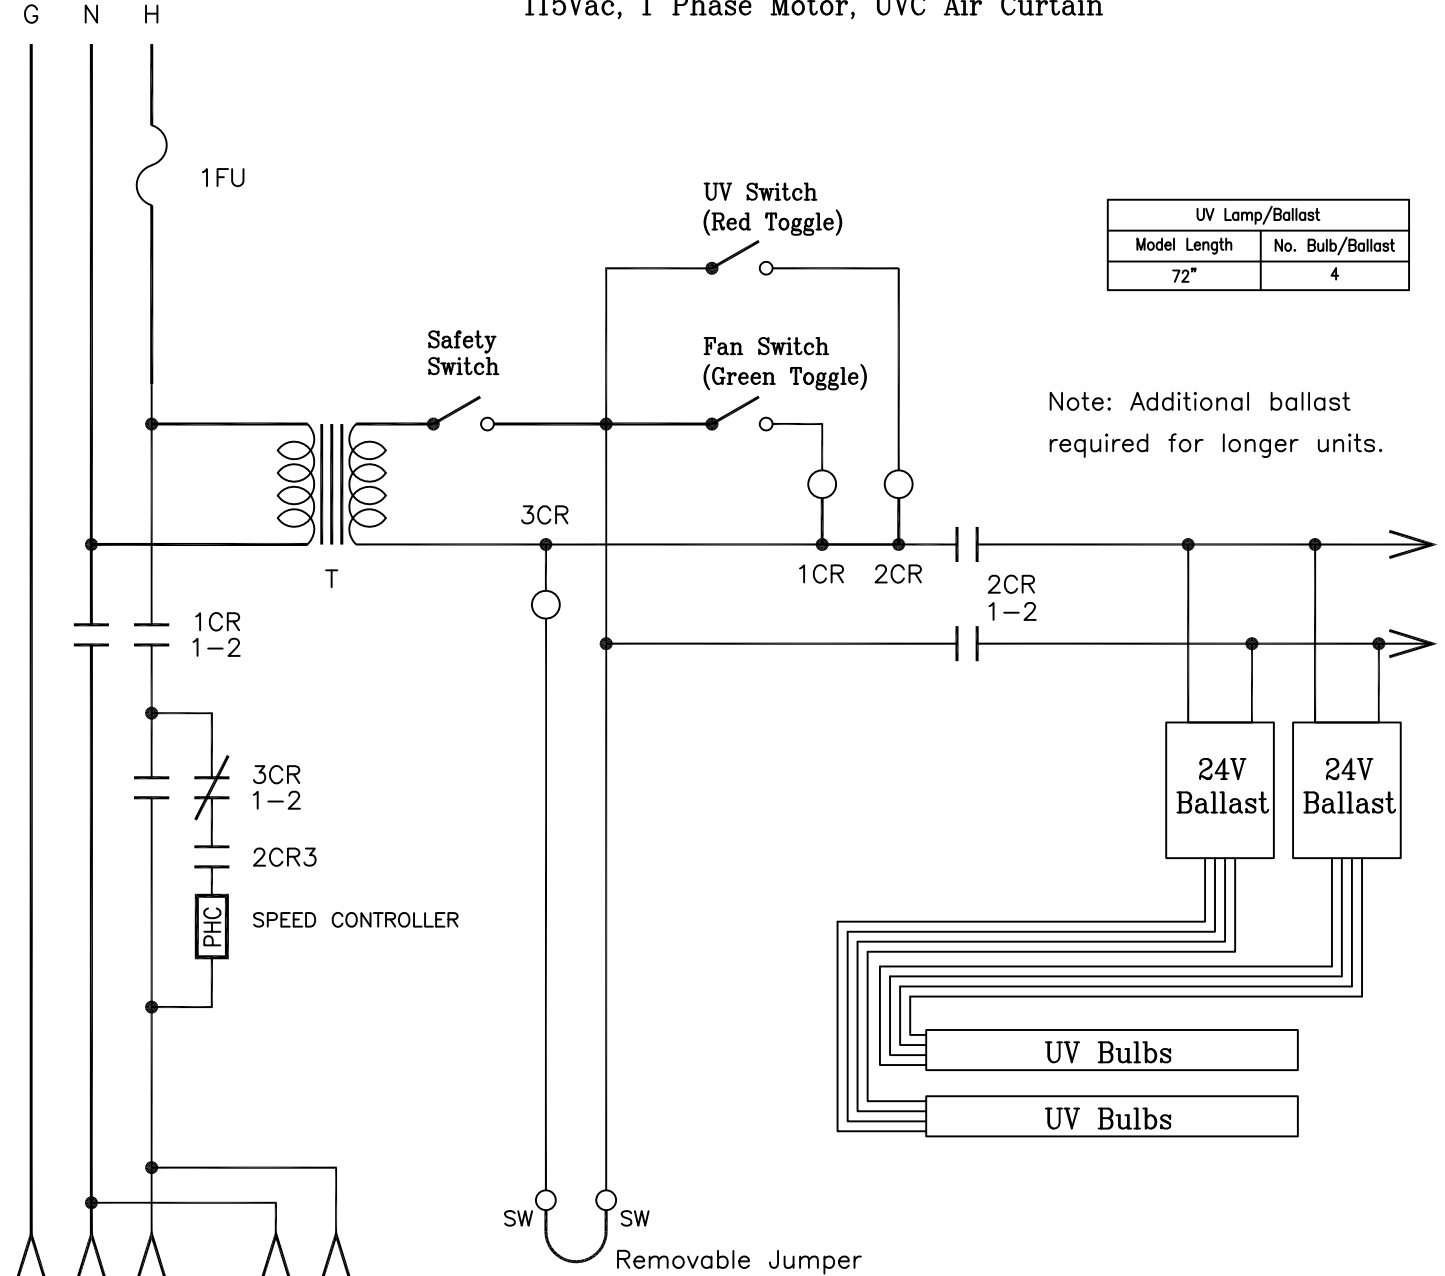 115Vac, 1 Phase Motor, UVC Air Curtain
G N H
1FU
UV Switch
(Red Toggle)
UV Lamp/Ballast
Model Length No. Bulb/Ballast
72" 4
Safety
Switch
Fan Switch
(Green Toggle)
Note: Additional ballast
required for longer units.
3CR
T
1CR 2CR
2CR
1-2
1CR
1-2
3CR
1-2
2CR3
PHC
SPEED CONTROLLER
24V
Ballast
24V
Ballast
UV Bulbs
UV Bulbs
SW SW
Removable Jumper